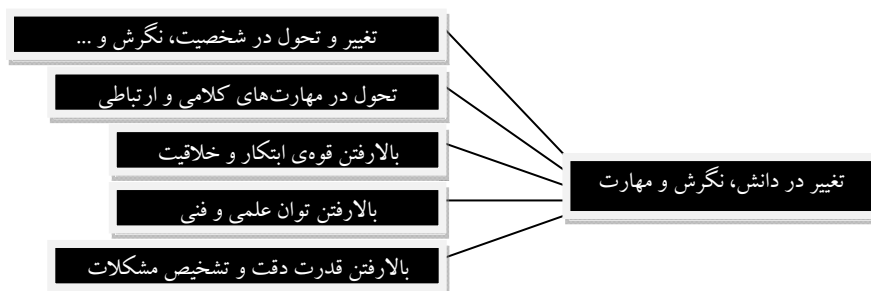 تغییر در دانش، نگرش و مهارت
تغییر و تحول در شخصیت، نگرش و ...
تحول در مهارت‌های کلامی و ارتباطی
بالارفتن قوه‌ی ابتکار و خلاقیت
بالارفتن توان علمی و فنی
بالارفتن قدرت دقت و تشخیص مشکلات